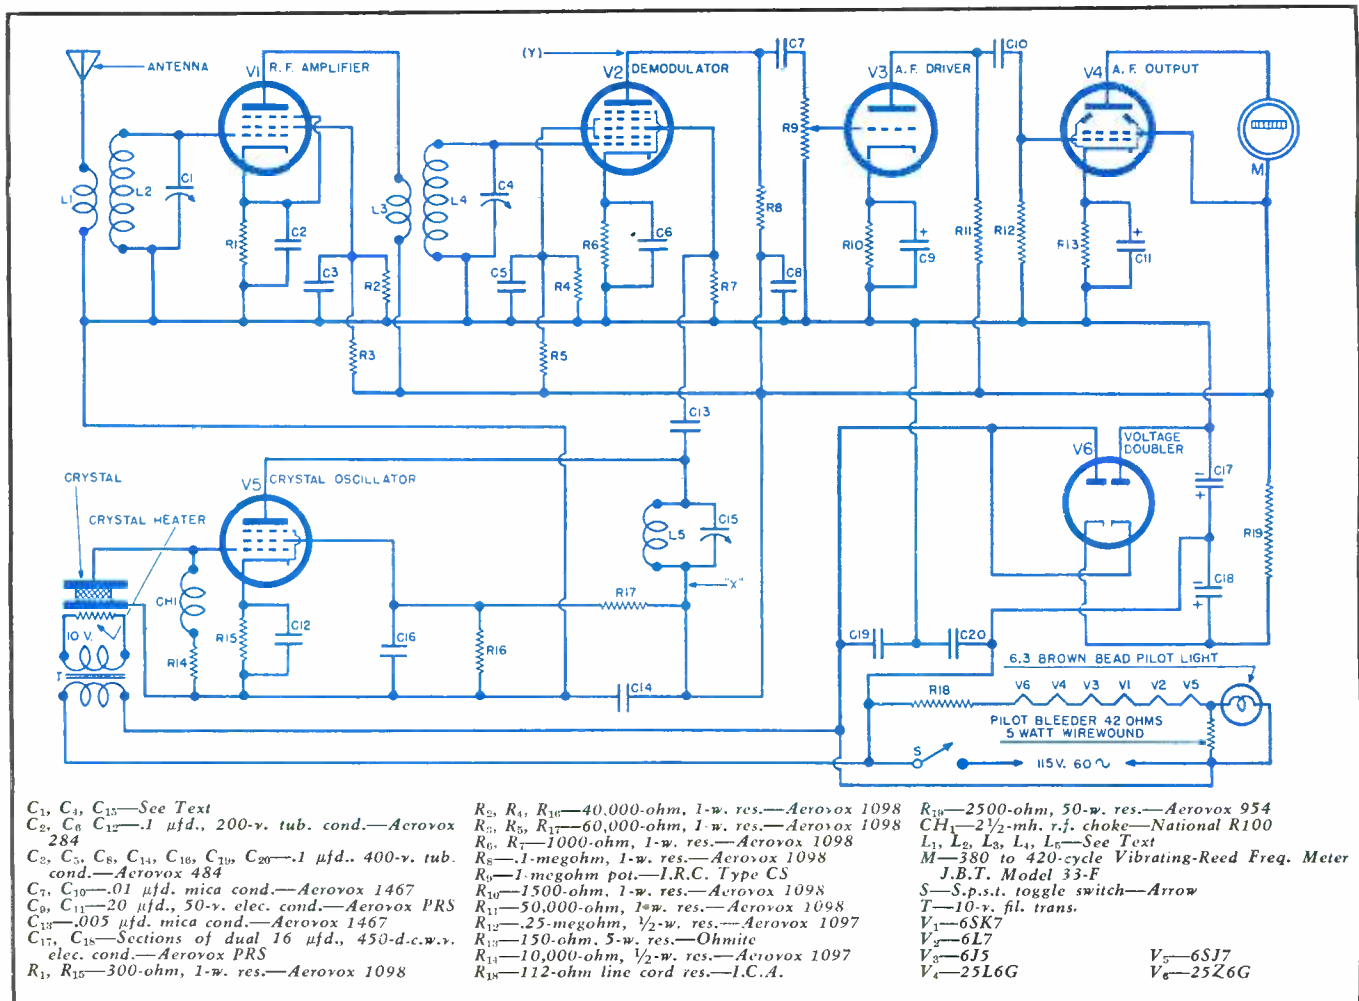 ANTENNA
V1 R.F. AMPLIFIER
(Y)
V2 DEMODULATOR
C7
V3 A.F. DRIVER
C10
V4 A.F. OUTPUT
M
L1
L2
C1
R1
C2
C3
R2
L3
L4
C4
C5
R4
R6
C6
R7
R8
C8
R9
R10
C9
+
R11
R12
R13
C11
+
R3
R5
C13
V6
VOLTAGE
DOUBLER
C17
−
+
C18
−
+
R19
CRYSTAL
CRYSTAL HEATER
V5 CRYSTAL OSCILLATOR
L5
C15
"X"
CH1
10 V.
T
R14
R15
C12
C16
R16
R17
C14
C19
C20
6.3 BROWN BEAD PILOT LIGHT
R18
V6 V4 V3 V1 V2 V5
PILOT BLEEDER 42 OHMS
5 WATT WIREWOUND
S
115V. 60∿
C₁, C₄, C₁₅—See Text
C₂, C₆ C₁₂—.1 µfd., 200-v. tub. cond.—Aerovox
284
C₃, C₅, C₈, C₁₄, C₁₆, C₁₉, C₂₀—.1 µfd.. 400-v. tub.
cond.—Aerovox 484
C₇, C₁₀—.01 µfd. mica cond.—Aerovox 1467
C₉, C₁₁—20 µfd., 50-v. elec. cond.—Aerovox PRS
C₁₃—.005 µfd. mica cond.—Aerovox 1467
C₁₇, C₁₈—Sections of dual 16 µfd., 450-d.c.w.v.
elec. cond.—Aerovox PRS
R₁, R₁₅—300-ohm, 1-w. res.—Aerovox 1098
R₂, R₄, R₁₆—40,000-ohm, 1-w. res.—Aerovox 1098
R₃, R₅, R₁₇—60,000-ohm, 1-w. res.—Aerovox 1098
R₆, R₇—1000-ohm, 1-w. res.—Aerovox 1098
R₈—.1-megohm, 1-w. res.—Aerovox 1098
R₉—1-megohm pot.—I.R.C. Type CS
R₁₀—1500-ohm, 1-w. res.—Aerovox 1098
R₁₁—50,000-ohm, 1-w. res.—Aerovox 1098
R₁₂—.25-megohm, ½-w. res.—Aerovox 1097
R₁₃—150-ohm. 5-w. res.—Ohmite
R₁₄—10,000-ohm, ½-w. res.—Aerovox 1097
R₁₈—112-ohm line cord res.—I.C.A.
R₁₉—2500-ohm, 50-w. res.—Aerovox 954
CH₁—2½-mh. r.f. choke—National R100
L₁, L₂, L₃, L₄, L₅—See Text
M—380 to 420-cycle Vibrating-Reed Freq. Meter
J.B.T. Model 33-F
S—S.p.s.t. toggle switch—Arrow
T—10-v. fil. trans.
V₁—6SK7
V₂—6L7
V₃—6J5 V₅—6SJ7
V₄—25L6G V₆—25Z6G